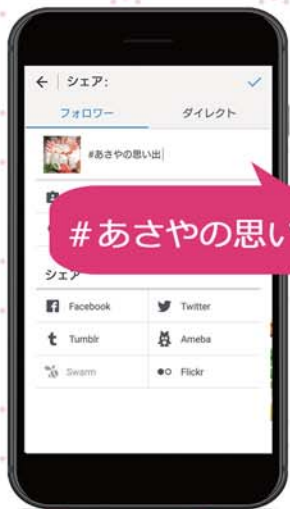 シェア:
フォロワー ダイレクト
#あさやの思い出
#あさやの思い
シェア
Facebook Twitter
Tumblr Ameba
Swarm Flickr